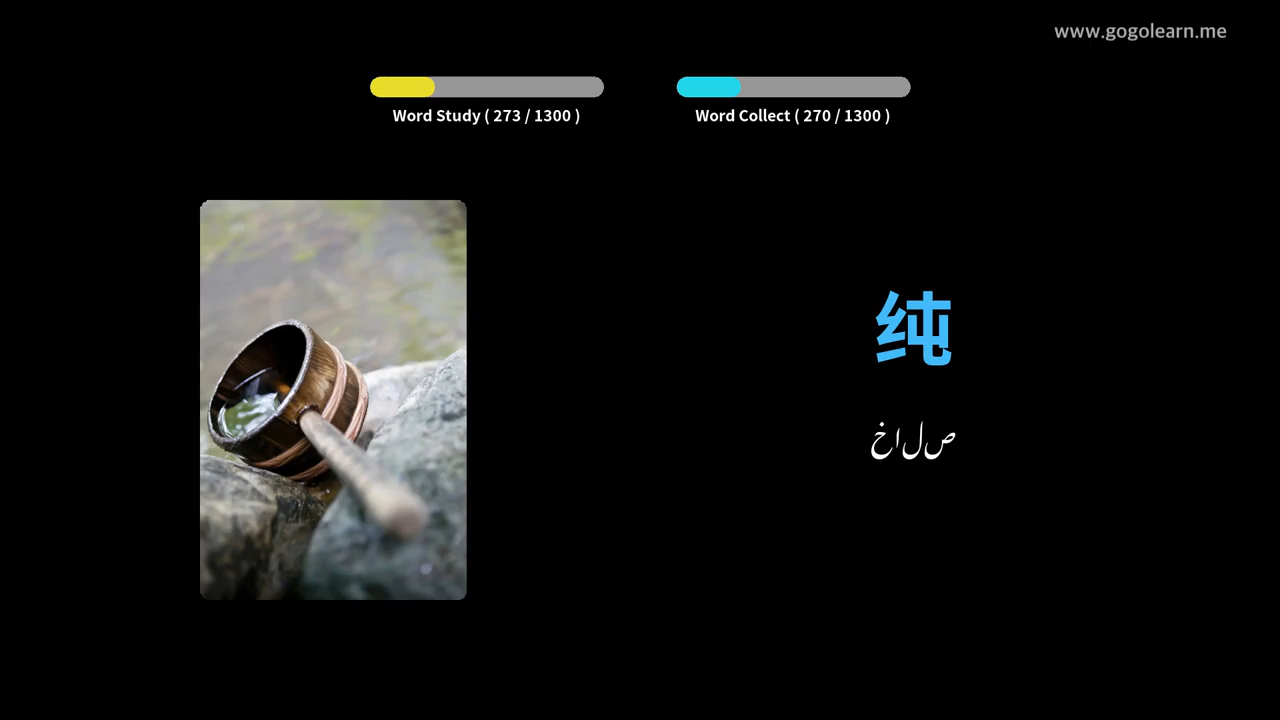 www.gogolearn.me
Word Study ( 273 / 1300 )
Word Collect ( 270 / 1300 )
纯
خالص